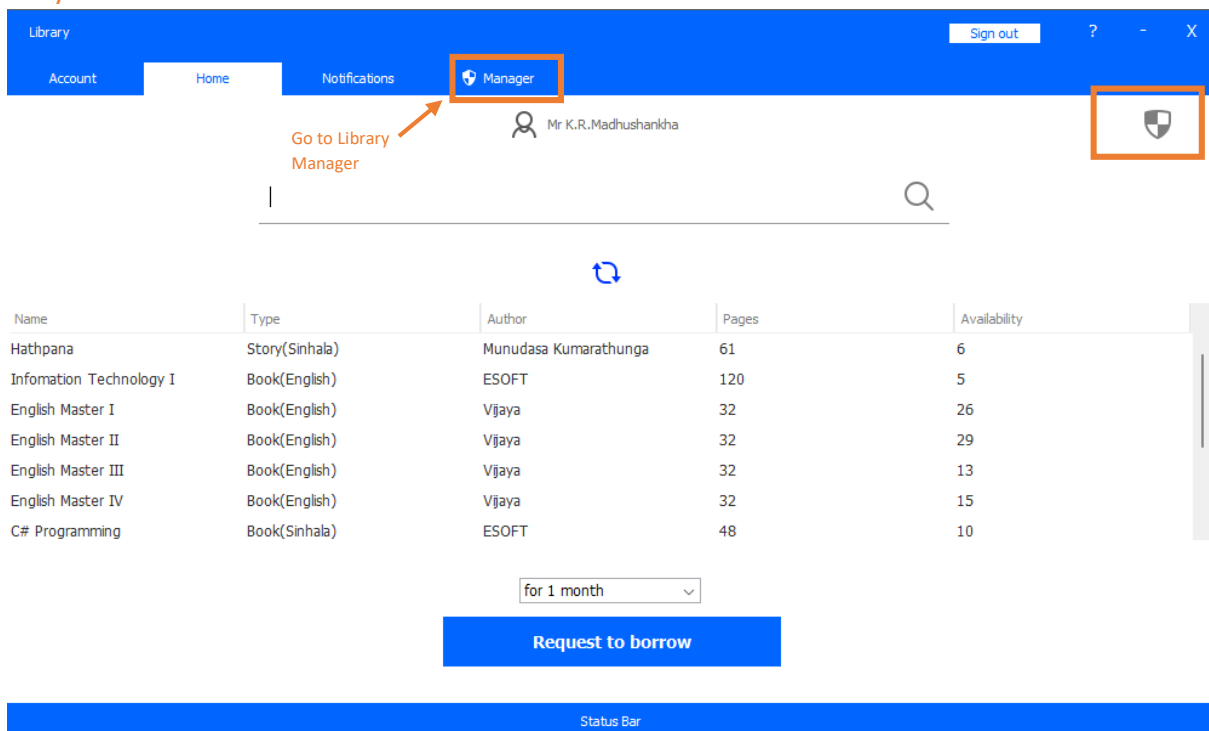 Library Sign out ? - X
Account Home Notifications Manager
Mr K.R.Madhushankha
Go to Library
Manager
Name Type Author Pages Availability
Hathpana Story(Sinhala) Munudasa Kumarathunga 61 6
Infomation Technology I Book(English) ESOFT 120 5
English Master I Book(English) Vijaya 32 26
English Master II Book(English) Vijaya 32 29
English Master III Book(English) Vijaya 32 13
English Master IV Book(English) Vijaya 32 15
C# Programming Book(Sinhala) ESOFT 48 10
for 1 month
Request to borrow
Status Bar